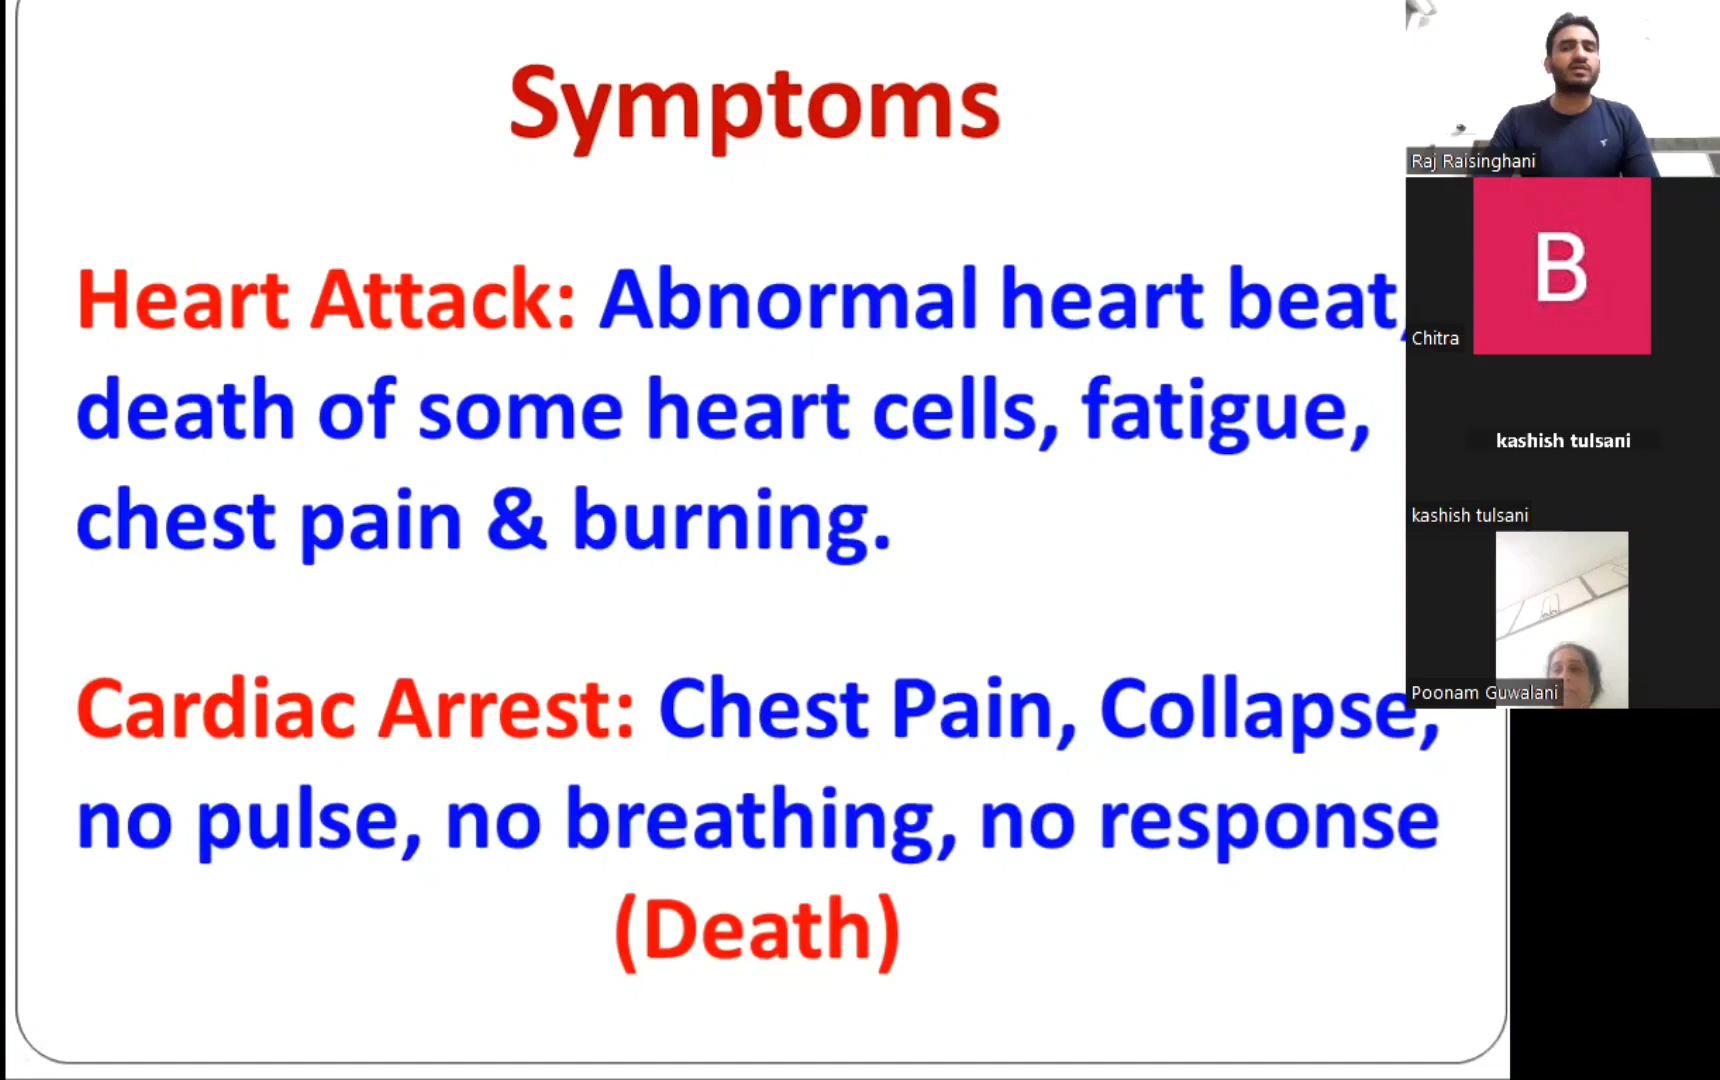 Symptoms
Heart Attack: Abnormal heart beat,
death of some heart cells, fatigue,
chest pain & burning.
Cardiac Arrest: Chest Pain, Collapse,
no pulse, no breathing, no response
(Death)
Raj Raisinghani
B
Chitra
kashish tulsani
kashish tulsani
Poonam Guwalani